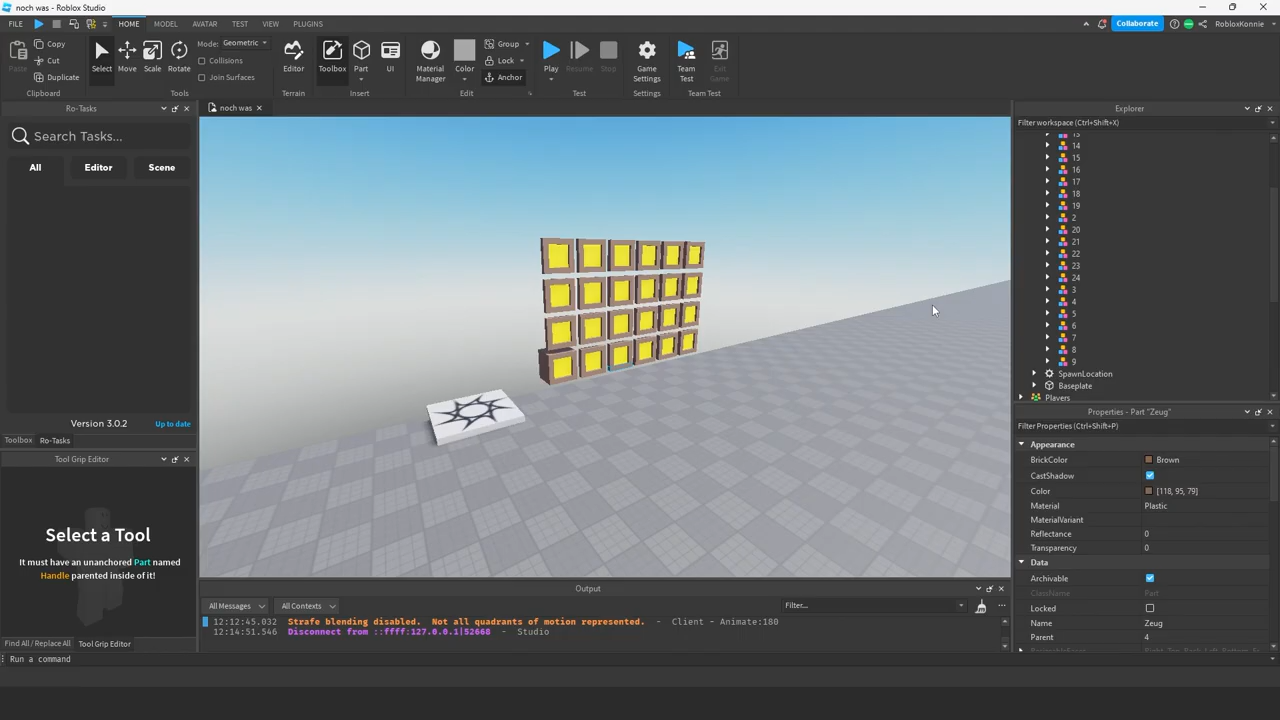 noch was - Roblox Studio
FILE HOME MODEL AVATAR TEST VIEW PLUGINS Collaborate RobloxKonnie
Paste Copy Cut Duplicate Clipboard
Select Move Scale Rotate Mode: Geometric Collisions Join Surfaces Tools
Editor Terrain
Toolbox Part UI Insert
Material Manager Color Group Lock Anchor Edit
Play Resume Stop Test
Game Settings Settings
Team Test Exit Game Team Test
Ro-Tasks
Search Tasks...
All Editor Scene
Version 3.0.2 Up to date
Toolbox Ro-Tasks
Tool Grip Editor
Select a Tool
It must have an unanchored Part named
Handle parented inside of it!
Find All / Replace All Tool Grip Editor
noch was
Output
All Messages All Contexts Filter...
12:12:45.032 Strafe blending disabled. Not all quadrants of motion represented. - Client - Animate:180
12:14:51.546 Disconnect from ::ffff:127.0.0.1|52668 - Studio
Run a command
Explorer
Filter workspace (Ctrl+Shift+X)
13
14
15
16
17
18
19
2
20
21
22
23
24
3
4
5
6
7
8
9
SpawnLocation
Baseplate
Players
Properties - Part "Zeug"
Filter Properties (Ctrl+Shift+P)
Appearance
BrickColor Brown
CastShadow
Color [118, 95, 79]
Material Plastic
MaterialVariant
Reflectance 0
Transparency 0
Data
Archivable
ClassName Part
Locked
Name Zeug
Parent 4